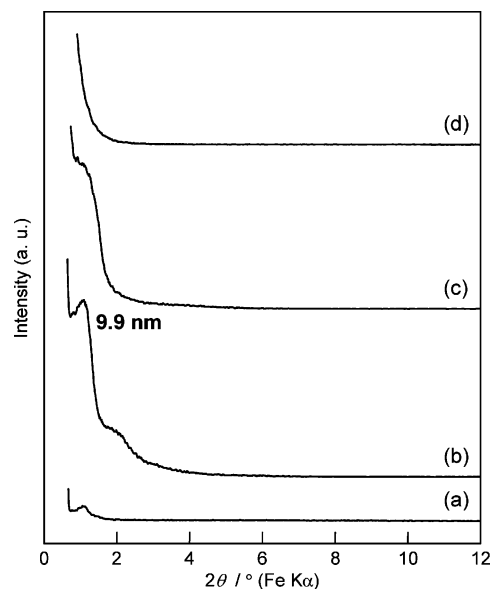 (d)
(c)
9.9 nm
(b)
(a)
Intensity (a. u.)
0 2 4 6 8 10 12
2θ / ° (Fe Kα)